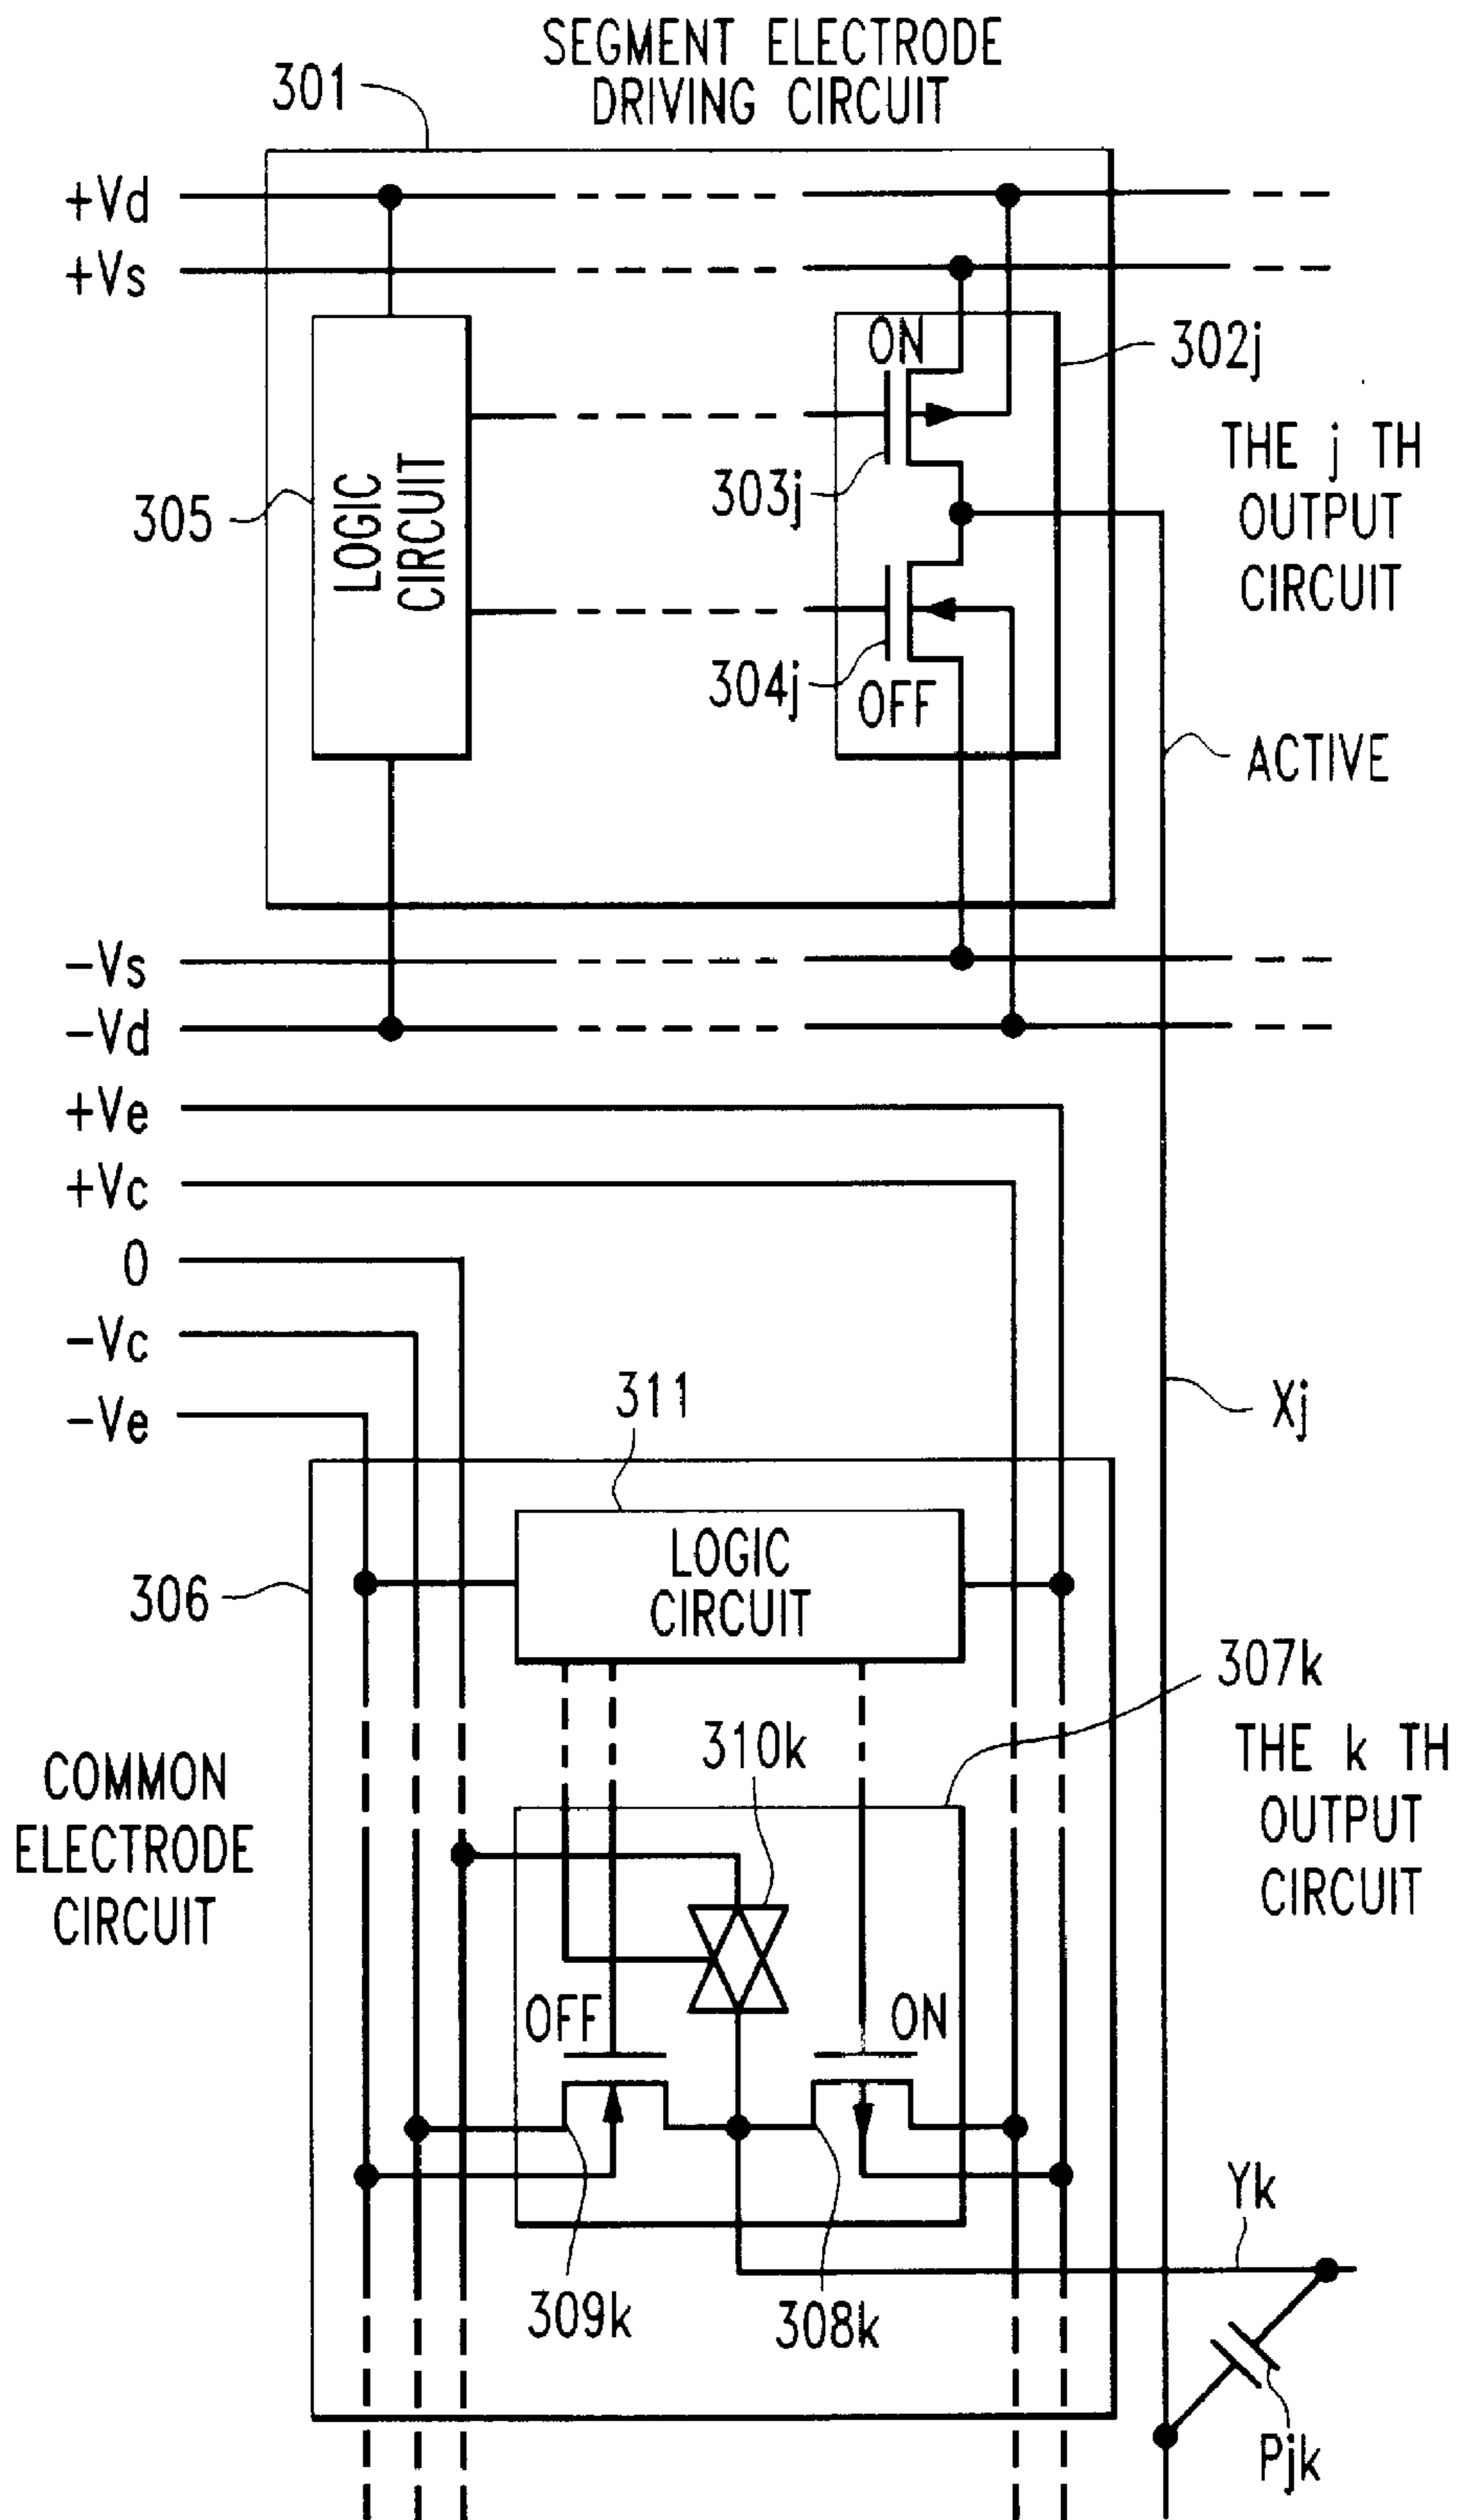 SEGMENT ELECTRODE
DRIVING CIRCUIT
301
+Vd
+Vs
ON
302j
THE j TH
OUTPUT
CIRCUIT
303j
305
LOGIC
CIRCUIT
304j
OFF
ACTIVE
-Vs
-Vd
+Ve
+Vc
0
-Vc
-Ve
311
Xj
LOGIC
CIRCUIT
306
307k
310k
THE k TH
OUTPUT
CIRCUIT
COMMON
ELECTRODE
CIRCUIT
OFF
ON
Yk
309k
308k
Pjk